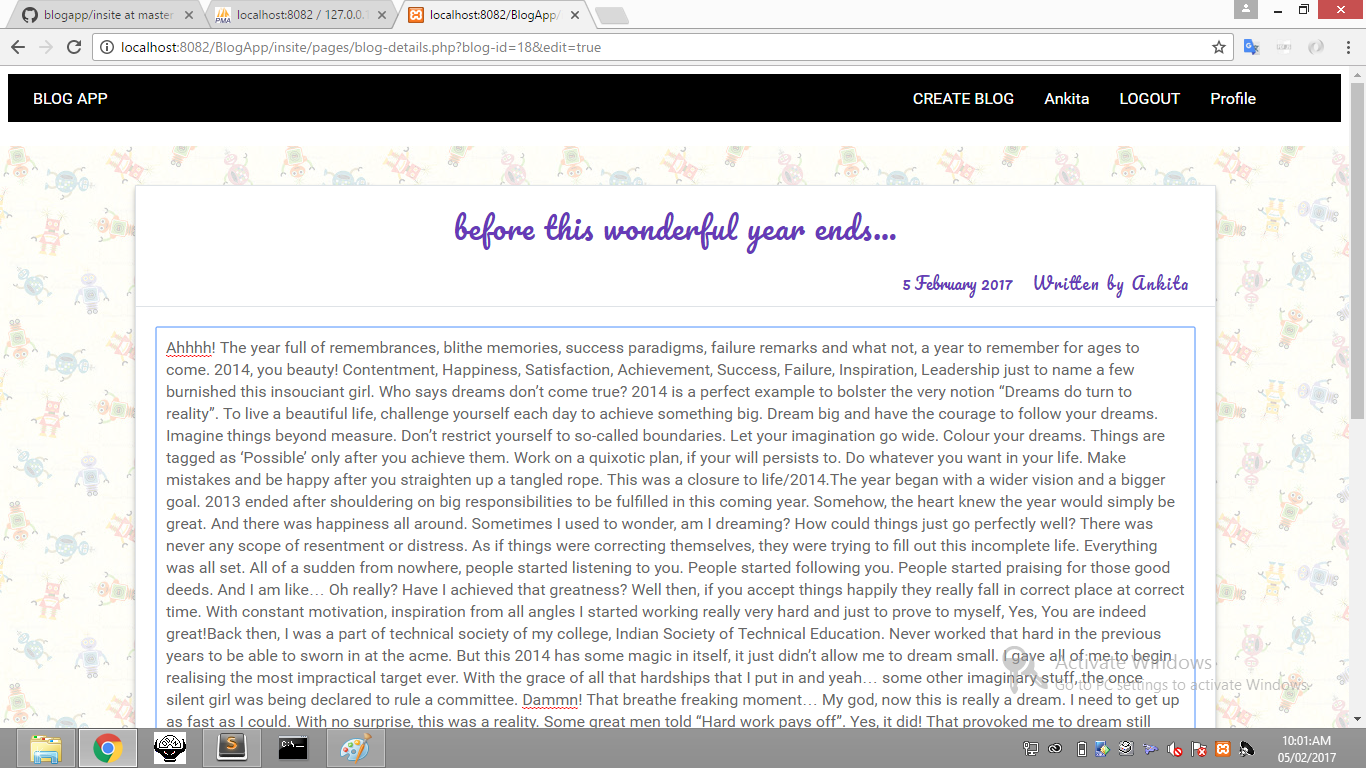 blogapp/insite at master
localhost:8082 / 127.0.0.1
localhost:8082/BlogApp/
localhost:8082/BlogApp/insite/pages/blog-details.php?blog-id=18&edit=true
BLOG APP CREATE BLOG Ankita LOGOUT Profile
before this wonderful year ends...
5 February 2017 Written by Ankita
Ahhhh! The year full of remembrances, blithe memories, success paradigms, failure remarks and what not, a year to remember for ages to
come. 2014, you beauty! Contentment, Happiness, Satisfaction, Achievement, Success, Failure, Inspiration, Leadership just to name a few
burnished this insouciant girl. Who says dreams don’t come true? 2014 is a perfect example to bolster the very notion “Dreams do turn to
reality”. To live a beautiful life, challenge yourself each day to achieve something big. Dream big and have the courage to follow your dreams.
Imagine things beyond measure. Don’t restrict yourself to so-called boundaries. Let your imagination go wide. Colour your dreams. Things are
tagged as ‘Possible’ only after you achieve them. Work on a quixotic plan, if your will persists to. Do whatever you want in your life. Make
mistakes and be happy after you straighten up a tangled rope. This was a closure to life/2014.The year began with a wider vision and a bigger
goal. 2013 ended after shouldering on big responsibilities to be fulfilled in this coming year. Somehow, the heart knew the year would simply be
great. And there was happiness all around. Sometimes I used to wonder, am I dreaming? How could things just go perfectly well? There was
never any scope of resentment or distress. As if things were correcting themselves, they were trying to fill out this incomplete life. Everything
was all set. All of a sudden from nowhere, people started listening to you. People started following you. People started praising for those good
deeds. And I am like… Oh really? Have I achieved that greatness? Well then, if you accept things happily they really fall in correct place at correct
time. With constant motivation, inspiration from all angles I started working really very hard and just to prove to myself, Yes, You are indeed
great!Back then, I was a part of technical society of my college, Indian Society of Technical Education. Never worked that hard in the previous
years to be able to sworn in at the acme. But this 2014 has some magic in itself, it just didn’t allow me to dream small. I gave all of me to begin
realising the most impractical target ever. With the grace of all that hardships that I put in and yeah… some other imaginary stuff, the once
silent girl was being declared to rule a committee. Dammn! That breathe freaking moment… My god, now this is really a dream. I need to get up
as fast as I could. With no surprise, this was a reality. Some great men told “Hard work pays off”. Yes, it did! That provoked me to dream still
Activate Windows
Go to PC settings to activate Windows.
10:01:AM
05/02/2017